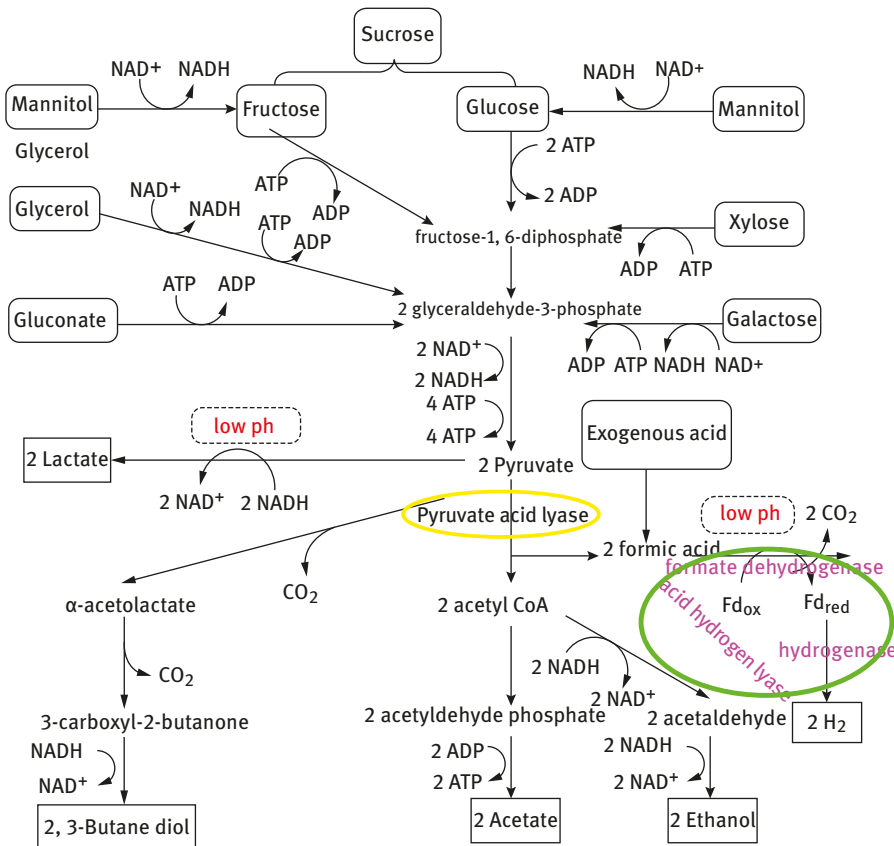 Sucrose
NAD+ NADH
NADH NAD+
Mannitol
Fructose
Glucose
Mannitol
Glycerol
2 ATP
2 ADP
ATP
ADP
NAD+
NADH
Glycerol
ATP
ADP
Xylose
fructose-1, 6-diphosphate
ADP ATP
ATP ADP
2 glyceraldehyde-3-phosphate
Gluconate
Galactose
ADP ATP NADH NAD+
2 NAD+
2 NADH
4 ATP
4 ATP
low ph
Exogenous acid
2 Lactate
2 Pyruvate
2 NAD+ 2 NADH
Pyruvate acid lyase
low ph
2 CO2
2 formic acid
formate dehydrogenase
CO2
α-acetolactate
2 acetyl CoA
Fdox
Fdred
acid hydrogen lyase
hydrogenase
CO2
2 NADH
2 NAD+
3-carboxyl-2-butanone
2 acetyldehyde phosphate
2 acetaldehyde
2 H2
NADH
NAD+
2 ADP
2 ATP
2 NADH
2 NAD+
2, 3-Butane diol
2 Acetate
2 Ethanol